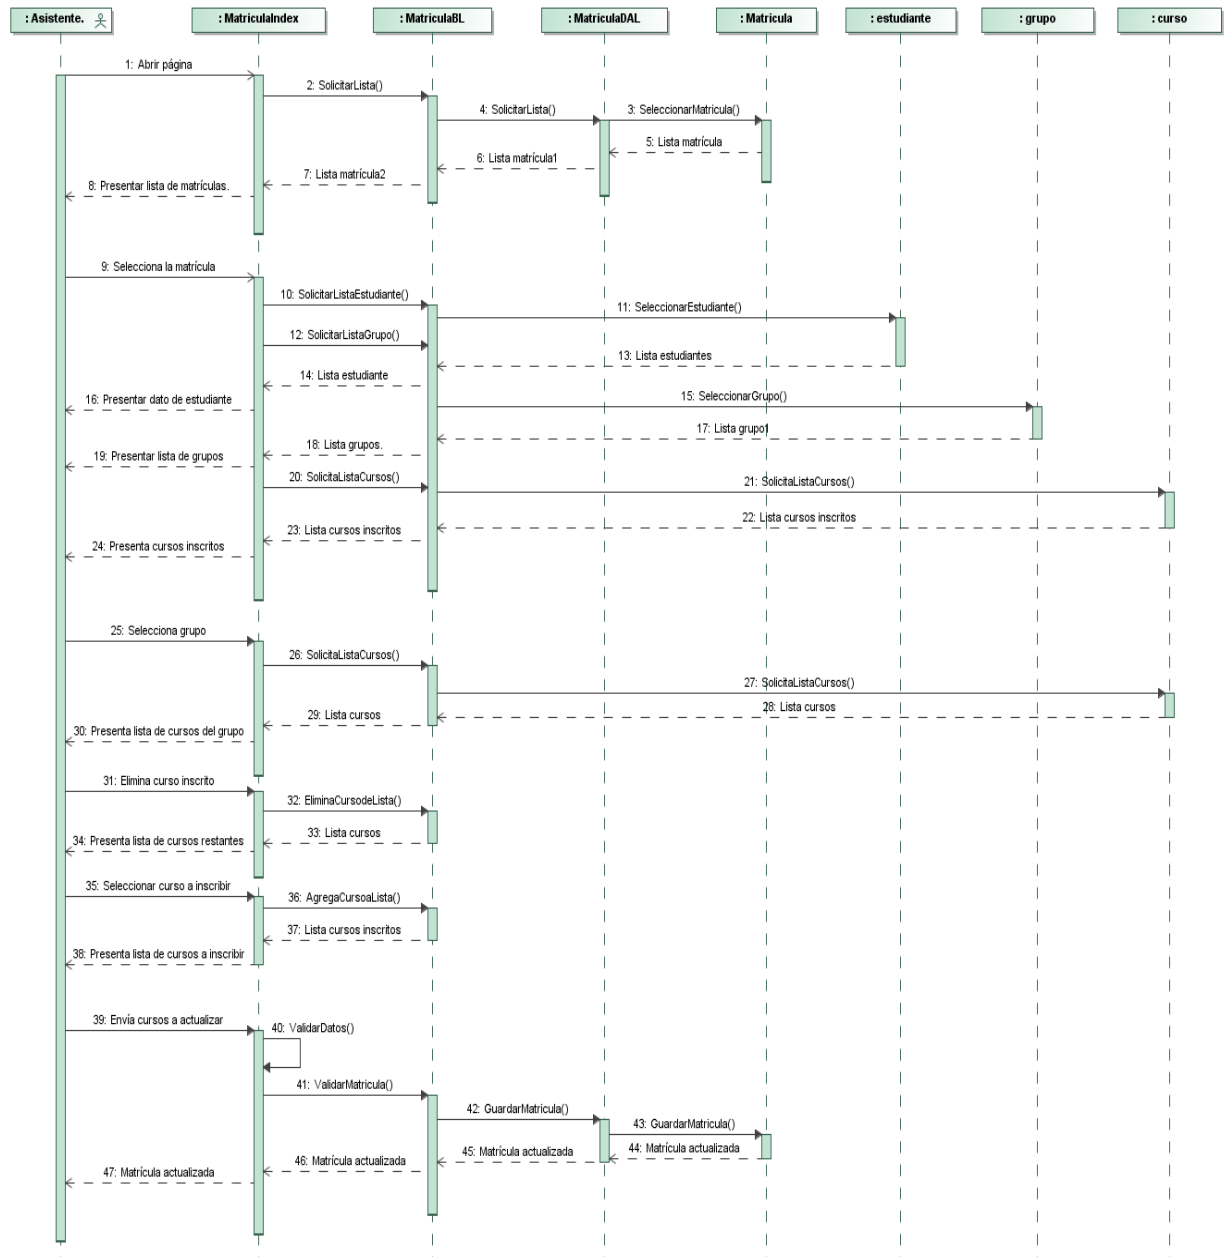 : Asistente.
: MatriculaIndex
: MatriculaBL
: MatriculaDAL
: Matricula
: estudiante
: grupo
: curso
1: Abrir página
2: SolicitarLista()
4: SolicitarLista()
3: SeleccionarMatricula()
5: Lista matrícula
6: Lista matrícula1
7: Lista matrícula2
8: Presentar lista de matrículas.
9: Selecciona la matrícula
10: SolicitarListaEstudiante()
11: SeleccionarEstudiante()
12: SolicitarListaGrupo()
13: Lista estudiantes
14: Lista estudiante
15: SeleccionarGrupo()
16: Presentar dato de estudiante
17: Lista grupo1
18: Lista grupos.
19: Presentar lista de grupos
20: SolicitaListaCursos()
21: SolicitaListaCursos()
22: Lista cursos inscritos
23: Lista cursos inscritos
24: Presenta cursos inscritos
25: Selecciona grupo
26: SolicitaListaCursos()
27: SolicitaListaCursos()
28: Lista cursos
29: Lista cursos
30: Presenta lista de cursos del grupo
31: Elimina curso inscrito
32: EliminaCursodeLista()
33: Lista cursos
34: Presenta lista de cursos restantes
35: Seleccionar curso a inscribir
36: AgregaCursoaLista()
37: Lista cursos inscritos
38: Presenta lista de cursos a inscribir
39: Envía cursos a actualizar
40: ValidarDatos()
41: ValidarMatricula()
42: GuardarMatricula()
43: GuardarMatricula()
44: Matrícula actualizada
45: Matrícula actualizada
46: Matrícula actualizada
47: Matrícula actualizada